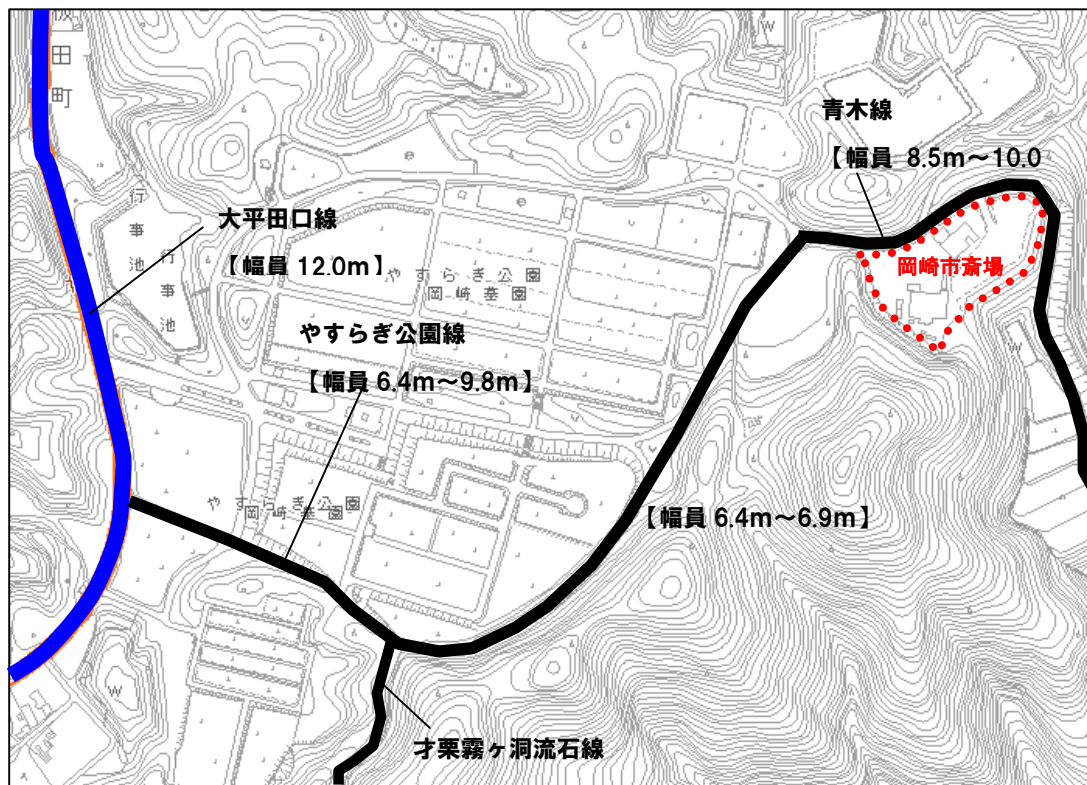 板
田
町
青木線
【幅員 8.5m～10.0
行
事
池
行
事
池
大平田口線
【幅員 12.0m】
や す ら ぎ 公 園
岡 崎 墓 園
岡崎市斎場
やすらぎ公園線
【幅員 6.4m～9.8m】
や す ら ぎ 公 園
岡 崎 墓 園
【幅員 6.4m～6.9m】
才栗霧ヶ洞流石線